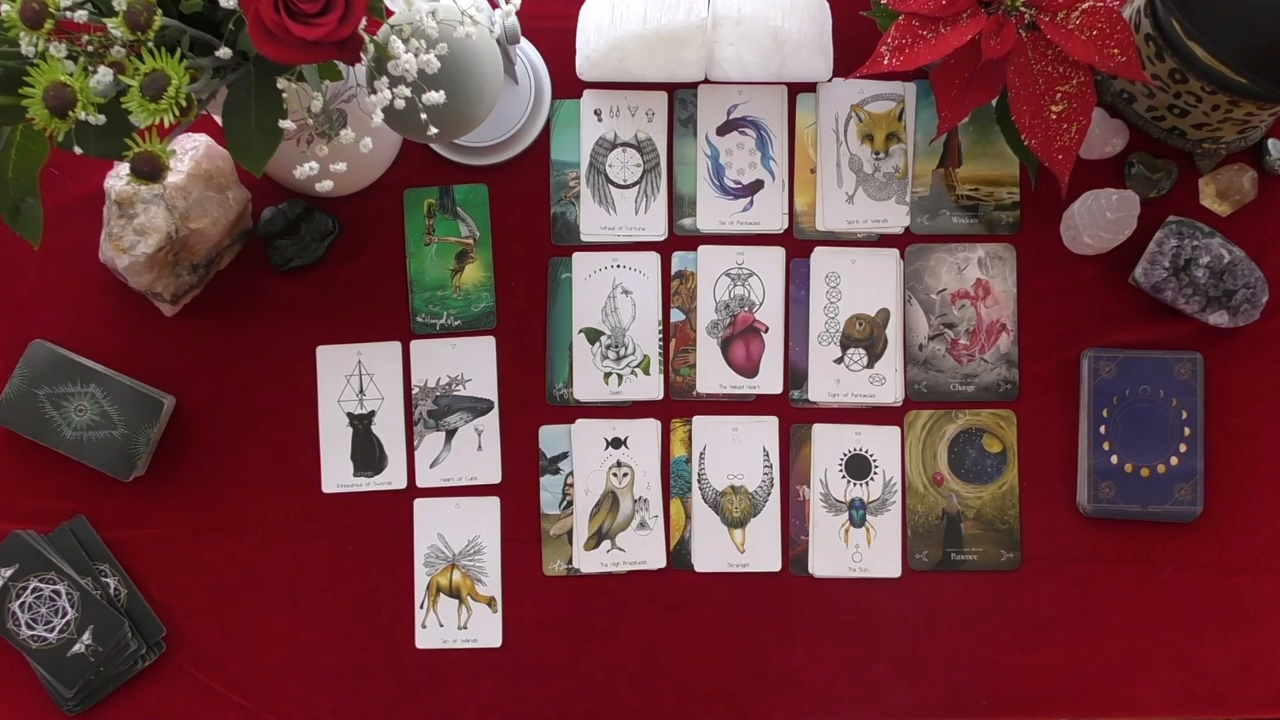 Wheel of Fortune
Six of Pentacles
Spirit of Wands
Wisdom
the Hanged Man
Death
The Naked Heart
Eight of Pentacles
Change
Innocence of Swords
Heart of Cups
The High Priestess
Strength
The Sun
Patience
Ten of Wands